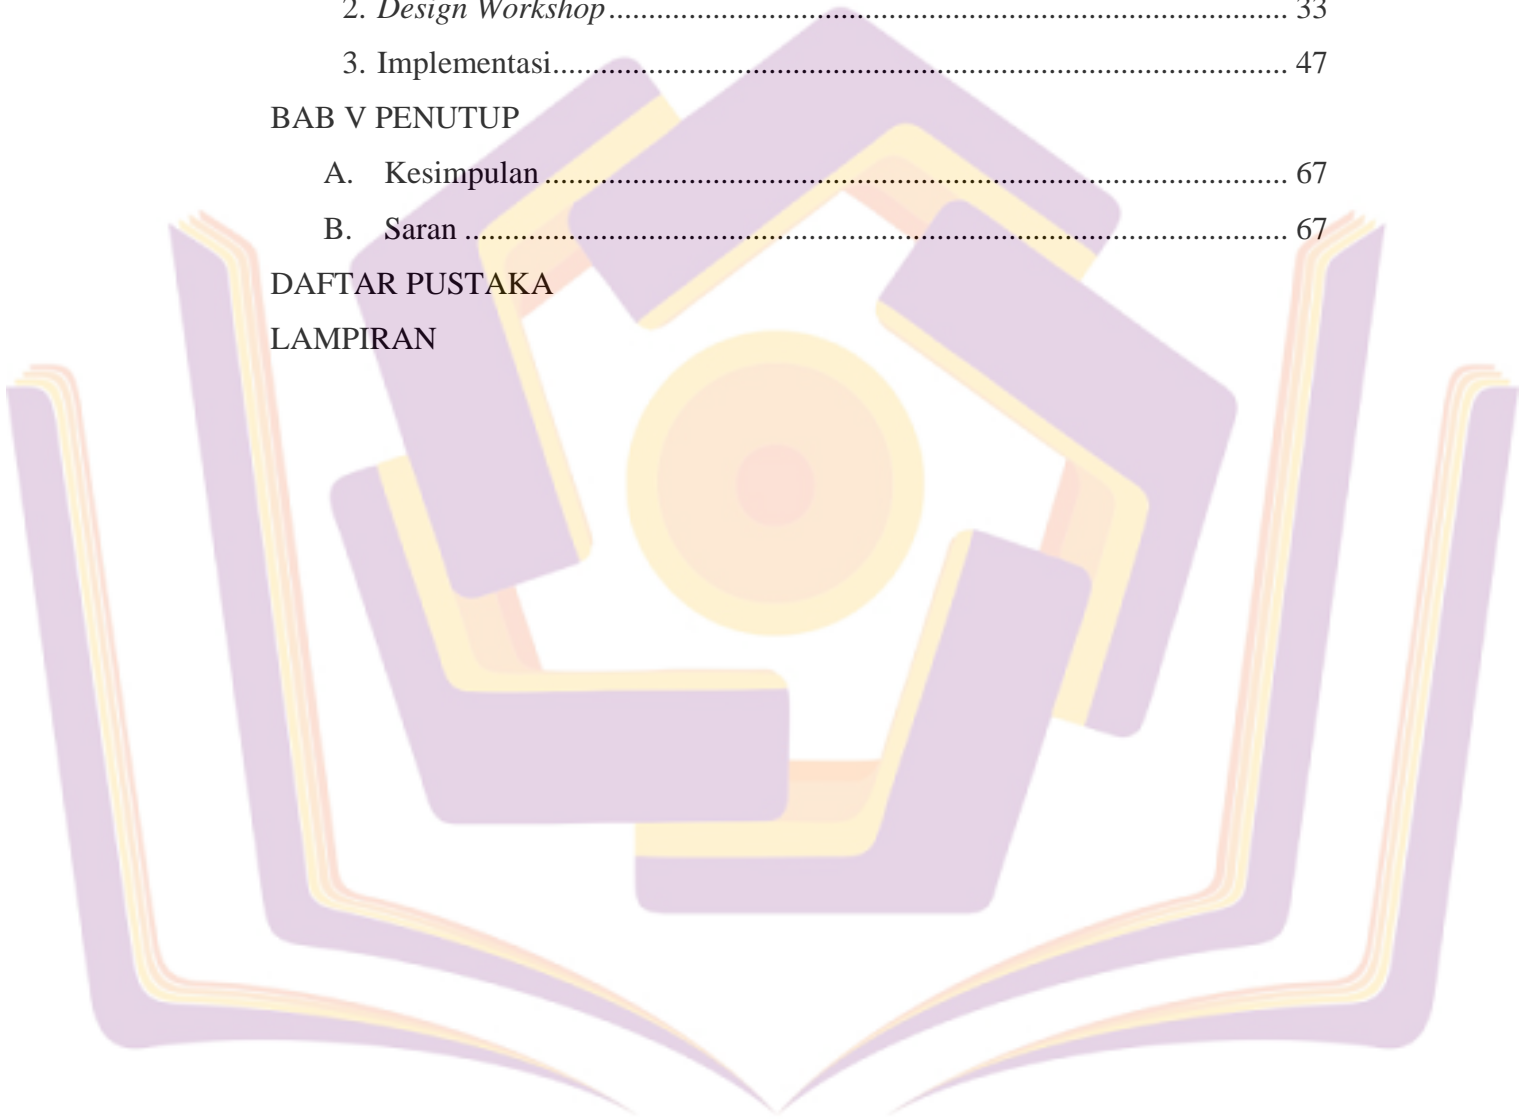 2. Design Workshop........................................................................................ 33
3. Implementasi............................................................................................... 47
BAB V PENUTUP
A. Kesimpulan ................................................................................................ 67
B. Saran .......................................................................................................... 67
DAFTAR PUSTAKA
LAMPIRAN